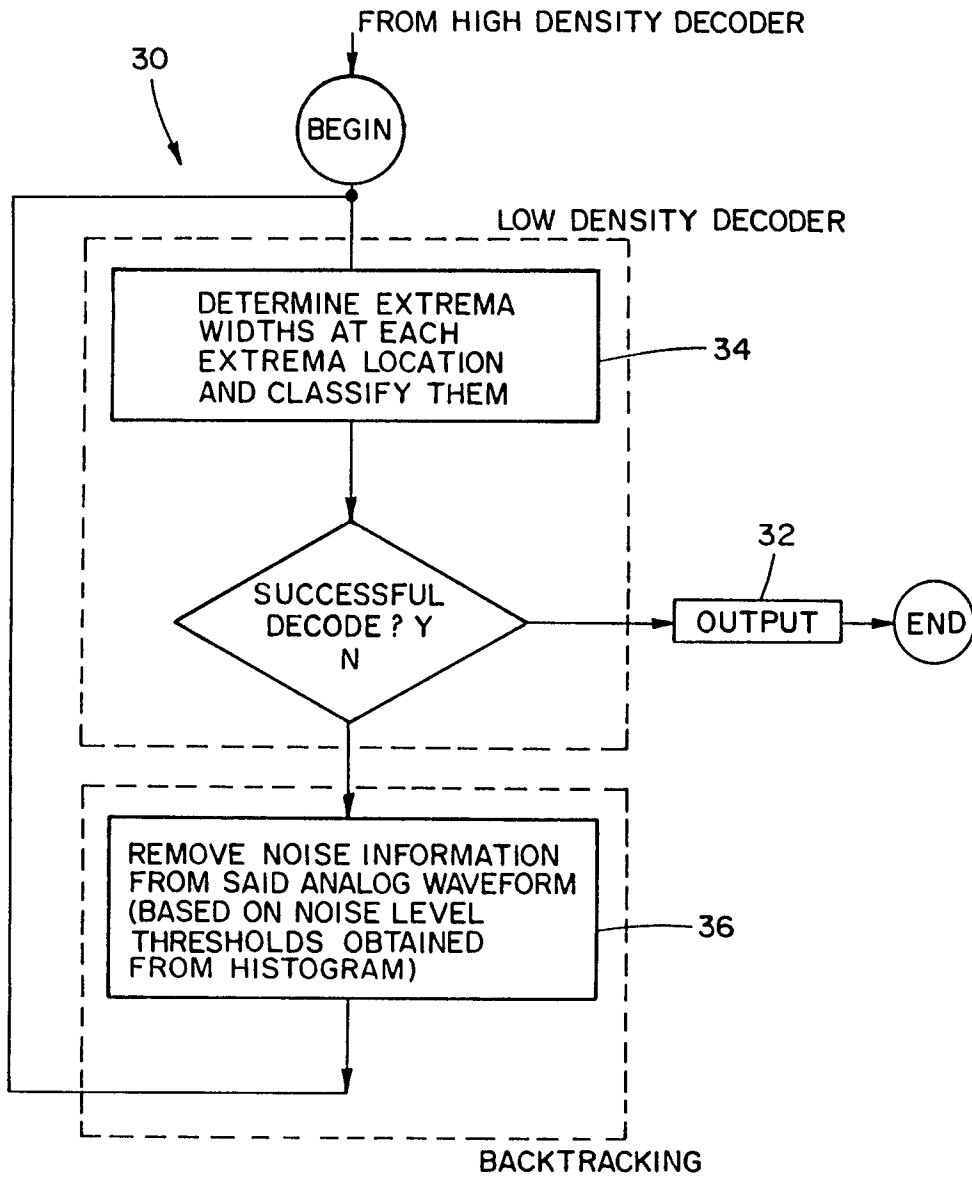 FROM HIGH DENSITY DECODER
30
BEGIN
LOW DENSITY DECODER
DETERMINE EXTREMA
WIDTHS AT EACH
EXTREMA LOCATION
AND CLASSIFY THEM
34
SUCCESSFUL
DECODE? Y
N
32
OUTPUT
END
REMOVE NOISE INFORMATION
FROM SAID ANALOG WAVEFORM
(BASED ON NOISE LEVEL
THRESHOLDS OBTAINED
FROM HISTOGRAM)
36
BACKTRACKING